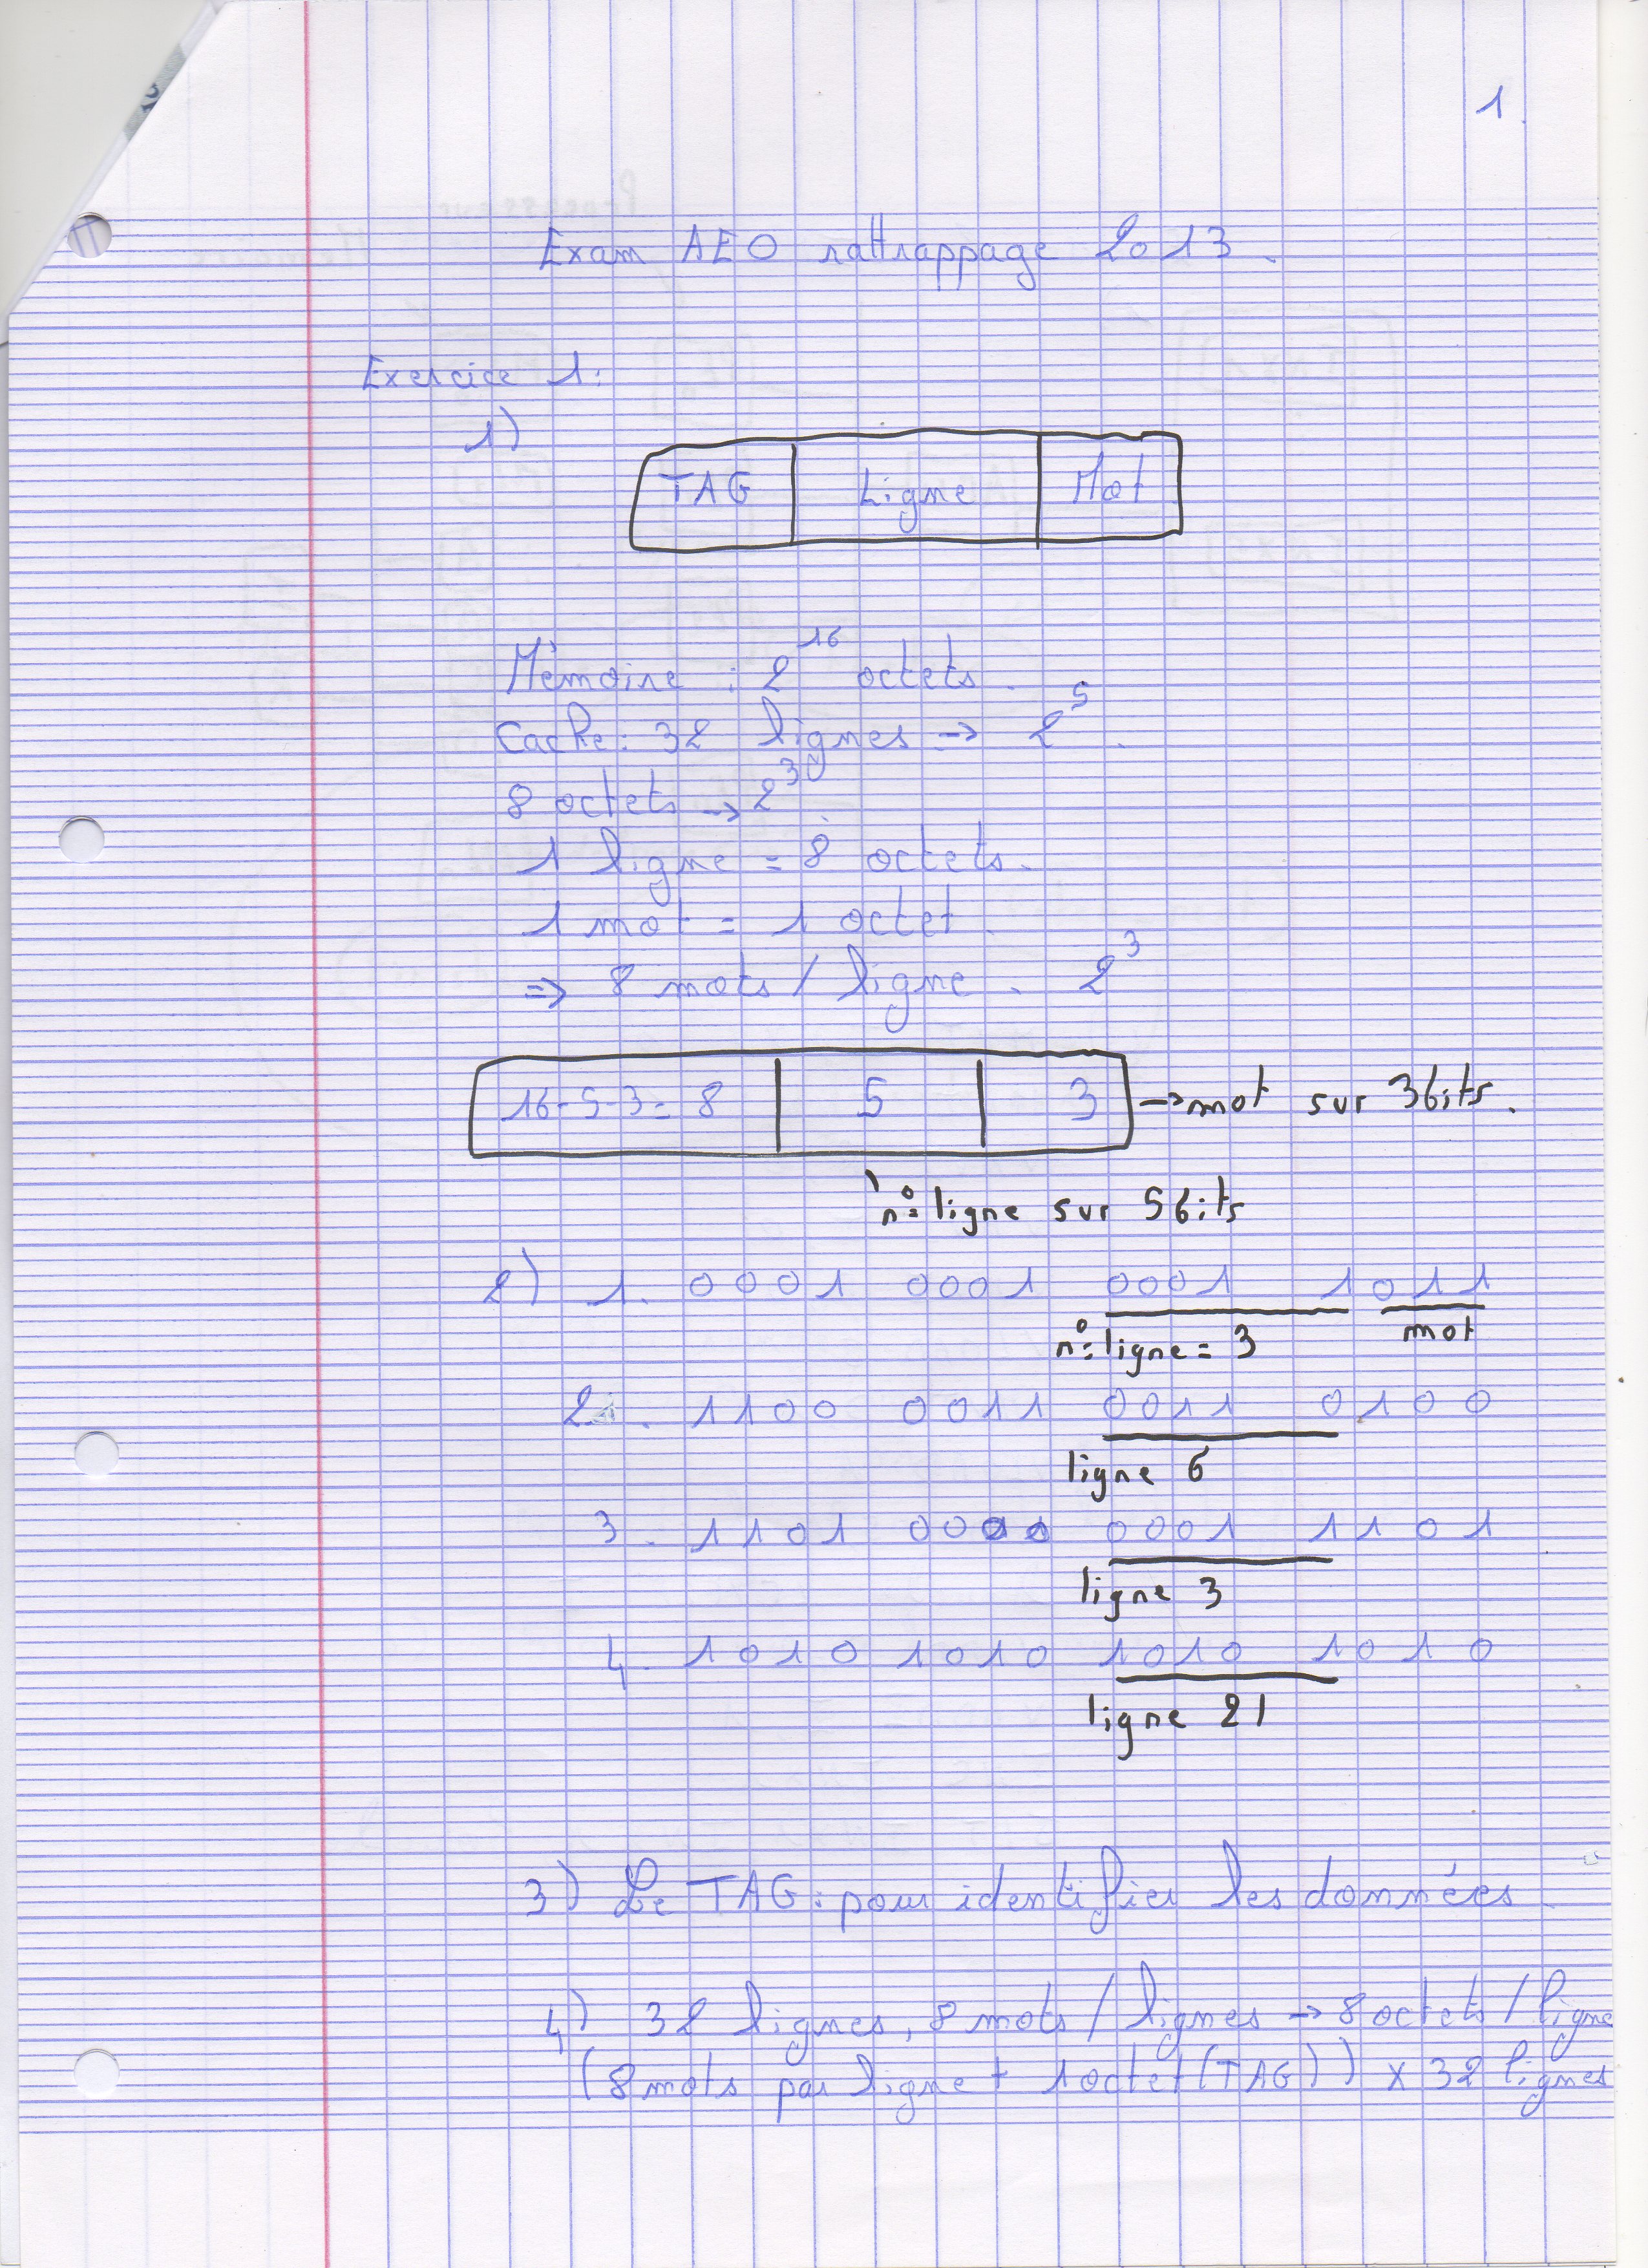 1.
Exam AEO rattrappage 2013.
Exercice 1:
1)
TAG Ligne Mot
Mémoire : 2^16 octets.
Cache : 32 lignes → 2^5.
8 octets → 2^3
1 ligne = 8 octets.
1 mot = 1 octet.
=> 8 mots / ligne. 2^3
16-5-3= 8 5 3 → mot sur 3bits.
n° ligne sur 5bits
2) 1. 0001 0001 0001 1011
n° ligne = 3 mot
2. 1100 0011 0011 0100
ligne 6
3. 1101 0000 0001 1101
ligne 3
4. 1010 1010 1010 1010
ligne 21
3) Le TAG : pour identifier les données.
4) 32 lignes, 8 mots / lignes → 8 octets / ligne
(8 mots par ligne + 1 octet (TAG)) x 32 lignes